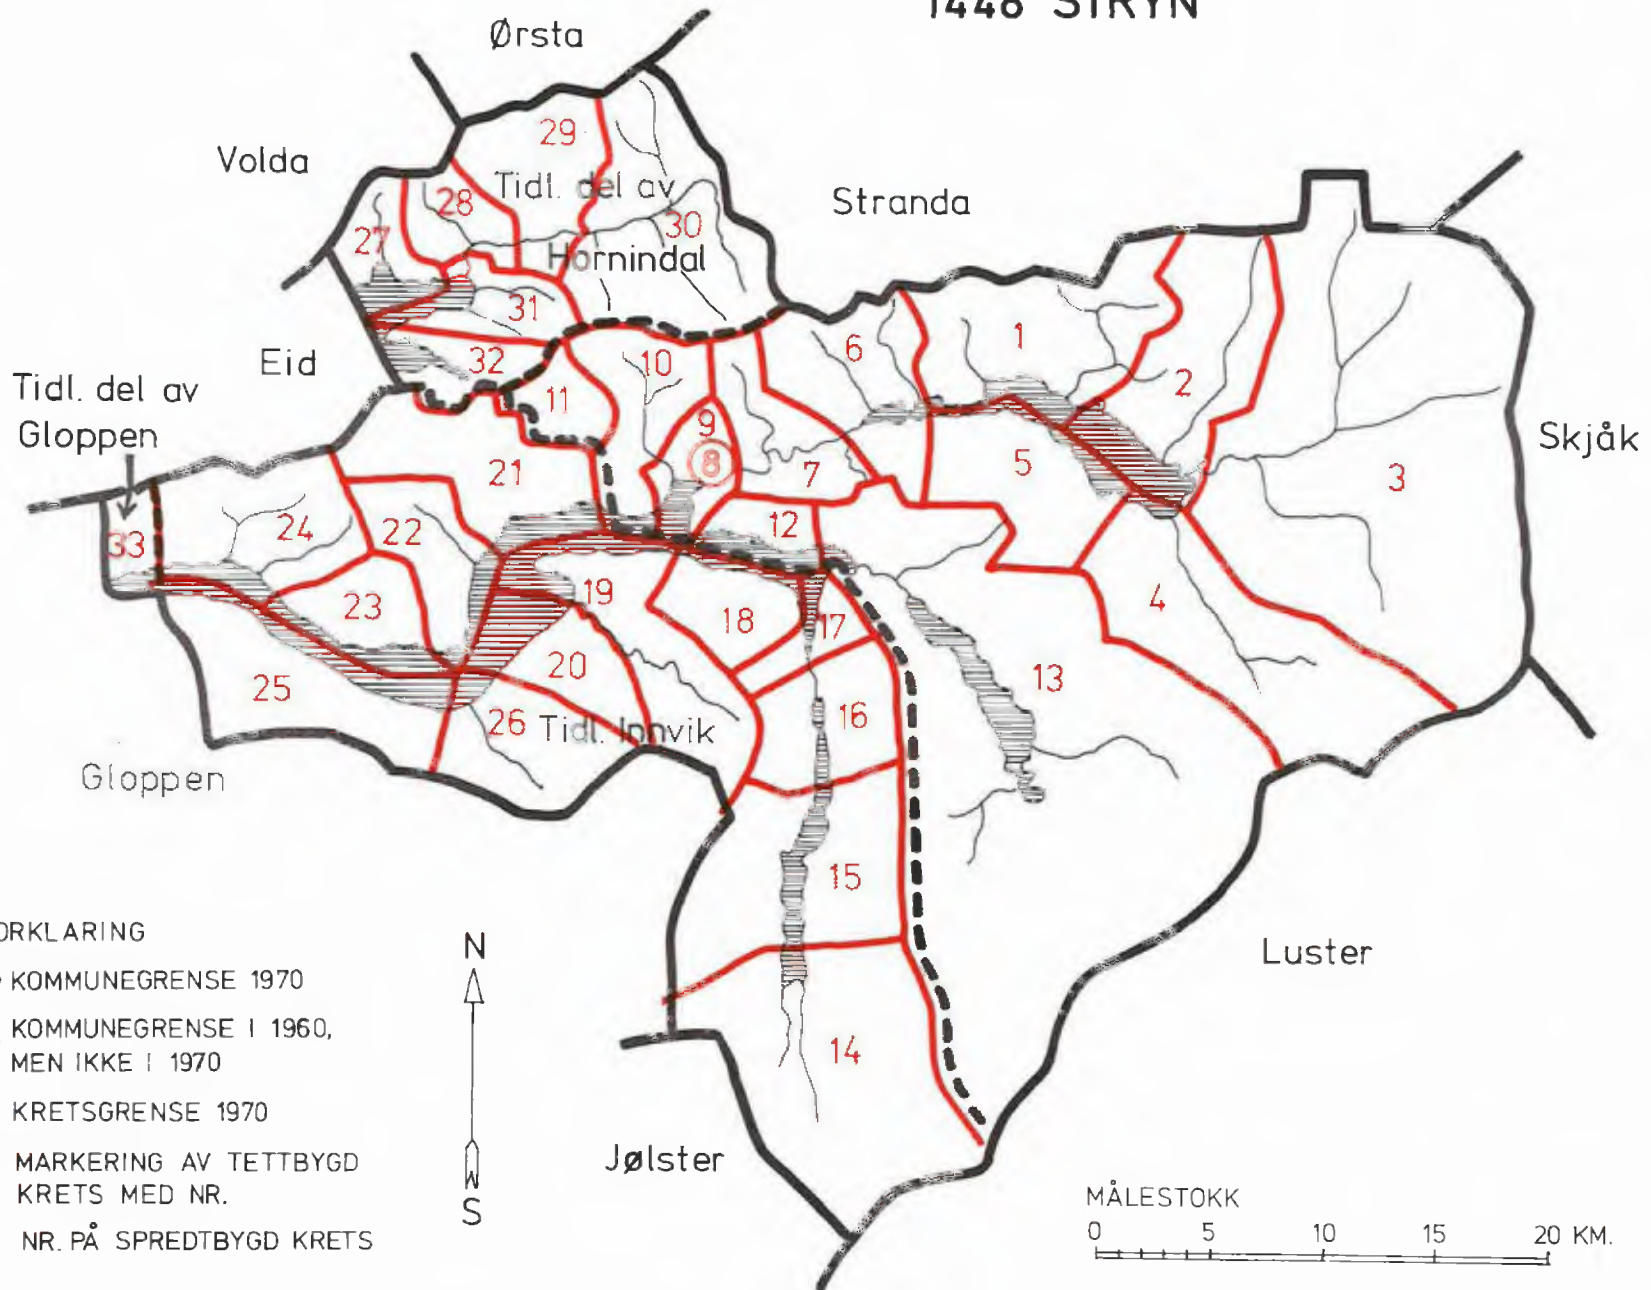 1448 STRYN
Ørsta
Volda
Stranda
Eid
Skjåk
Tidl. del av
Gloppen
Tidl. del av
Hornindal
29
28
30
27
31
32
10
11
6
1
2
9
8
7
5
3
21
24
22
33
12
23
19
18
17
4
25
20
13
26
Tidl. Innvik
16
Gloppen
15
14
Luster
Jølster
ORKLARING
KOMMUNEGRENSE 1970
KOMMUNEGRENSE I 1960,
MEN IKKE I 1970
KRETSGRENSE 1970
MARKERING AV TETTBYGD
KRETS MED NR.
NR. PÅ SPREDTBYGD KRETS
N
S
MÅLESTOKK
0 5 10 15 20 KM.